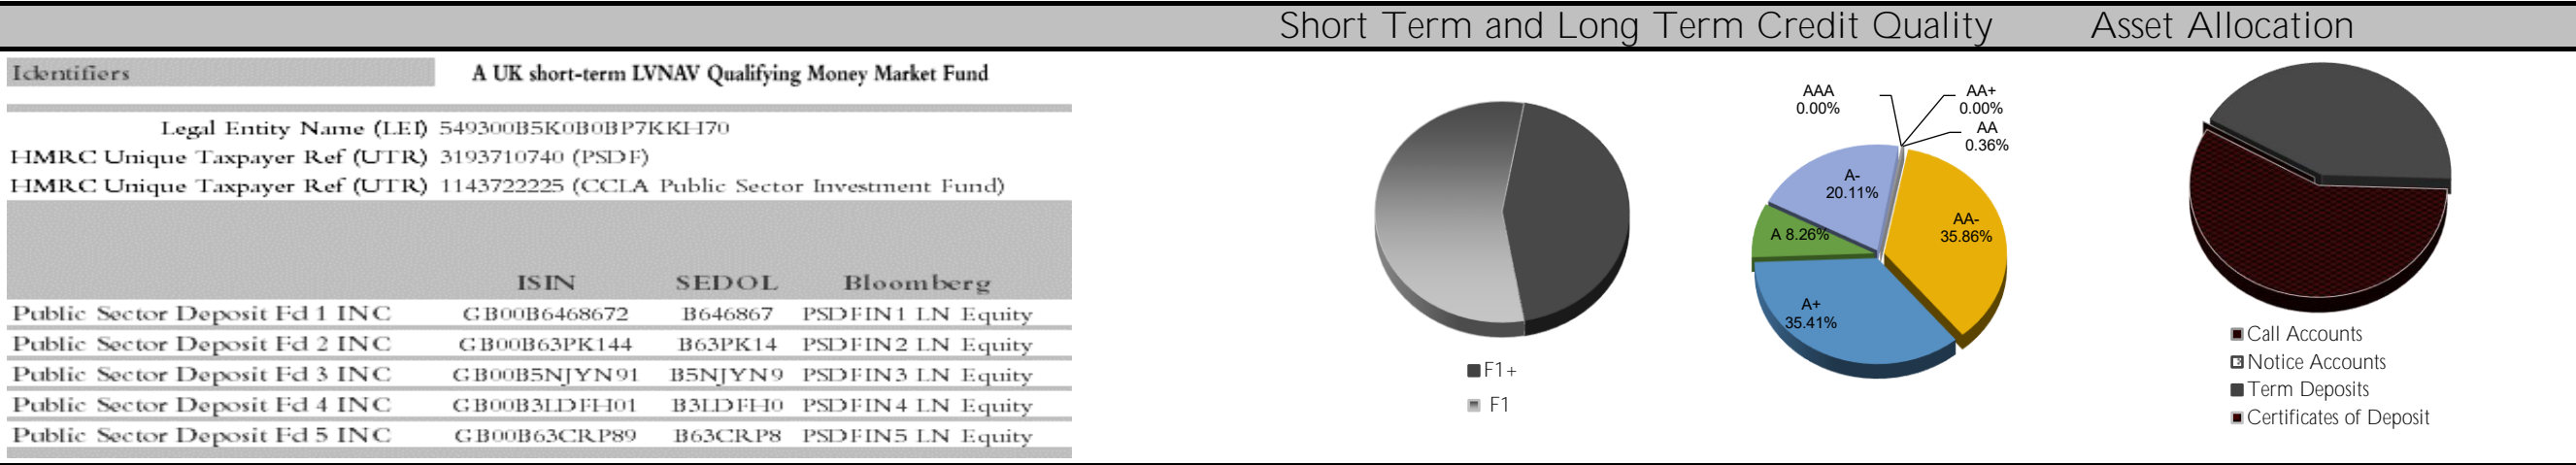 Short Term and Long Term Credit Quality Asset Allocation
Identifiers A UK short-term LVNAV Qualifying Money Market Fund
Legal Entity Name (LEI) 549300B5K0B0BP7KKH70
HMRC Unique Taxpayer Ref (UTR) 3193710740 (PSDF)
HMRC Unique Taxpayer Ref (UTR) 1143722225 (CCLA Public Sector Investment Fund)
ISIN SEDOL Bloomberg
Public Sector Deposit Fd 1 INC GB00B6468672 B646867 PSDFIN1 LN Equity
Public Sector Deposit Fd 2 INC GB00B63PK144 B63PK14 PSDFIN2 LN Equity
Public Sector Deposit Fd 3 INC GB00B5NJYN91 B5NJYN9 PSDFIN3 LN Equity
Public Sector Deposit Fd 4 INC GB00B3LDFH01 B3LDFH0 PSDFIN4 LN Equity
Public Sector Deposit Fd 5 INC GB00B63CRP89 B63CRP8 PSDFIN5 LN Equity
F1+
F1
AAA
0.00%
AA+
0.00%
AA
0.36%
A-
20.11%
AA-
35.86%
A 8.26%
A+
35.41%
Call Accounts
Notice Accounts
Term Deposits
Certificates of Deposit